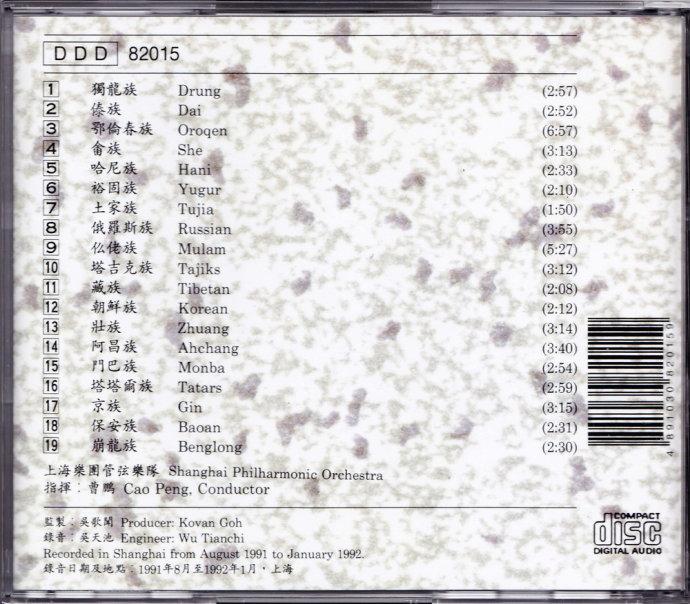 DDD 82015
1 獨龍族 Drung (2:57)
2 傣族 Dai (2:52)
3 鄂倫春族 Oroqen (6:57)
4 畲族 She (3:13)
5 哈尼族 Hani (2:33)
6 裕固族 Yugur (2:10)
7 土家族 Tujia (1:50)
8 俄羅斯族 Russian (3:55)
9 仫佬族 Mulam (5:27)
10 塔吉克族 Tajiks (3:12)
11 藏族 Tibetan (2:08)
12 朝鮮族 Korean (2:12)
13 壯族 Zhuang (3:14)
14 阿昌族 Ahchang (3:40)
15 門巴族 Monba (2:54)
16 塔塔爾族 Tatars (2:59)
17 京族 Gin (3:15)
18 保安族 Baoan (2:31)
19 崩龍族 Benglong (2:30)
上海樂團管弦樂隊 Shanghai Philharmonic Orchestra
指揮：曹鵬 Cao Peng, Conductor
監製：吳歌聞 Producer: Kovan Goh
錄音：吳天池 Engineer: Wu Tianchi
Recorded in Shanghai from August 1991 to January 1992.
錄音日期及地點：1991年8月至1992年1月，上海
4 891030 820159
COMPACT
disc
DIGITAL AUDIO